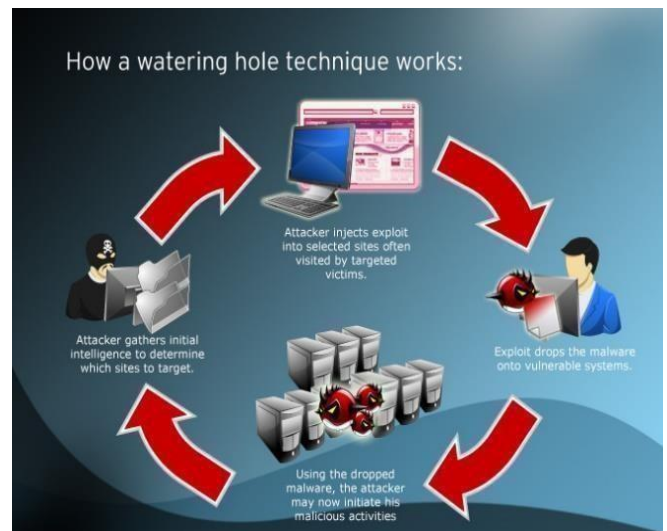 How a watering hole technique works:
Attacker injects exploit
into selected sites often
visited by targeted
victims.
Attacker gathers initial
intelligence to determine
which sites to target.
Exploit drops the malware
onto vulnerable systems.
Using the dropped
malware, the attacker
may now initiate his
malicious activities